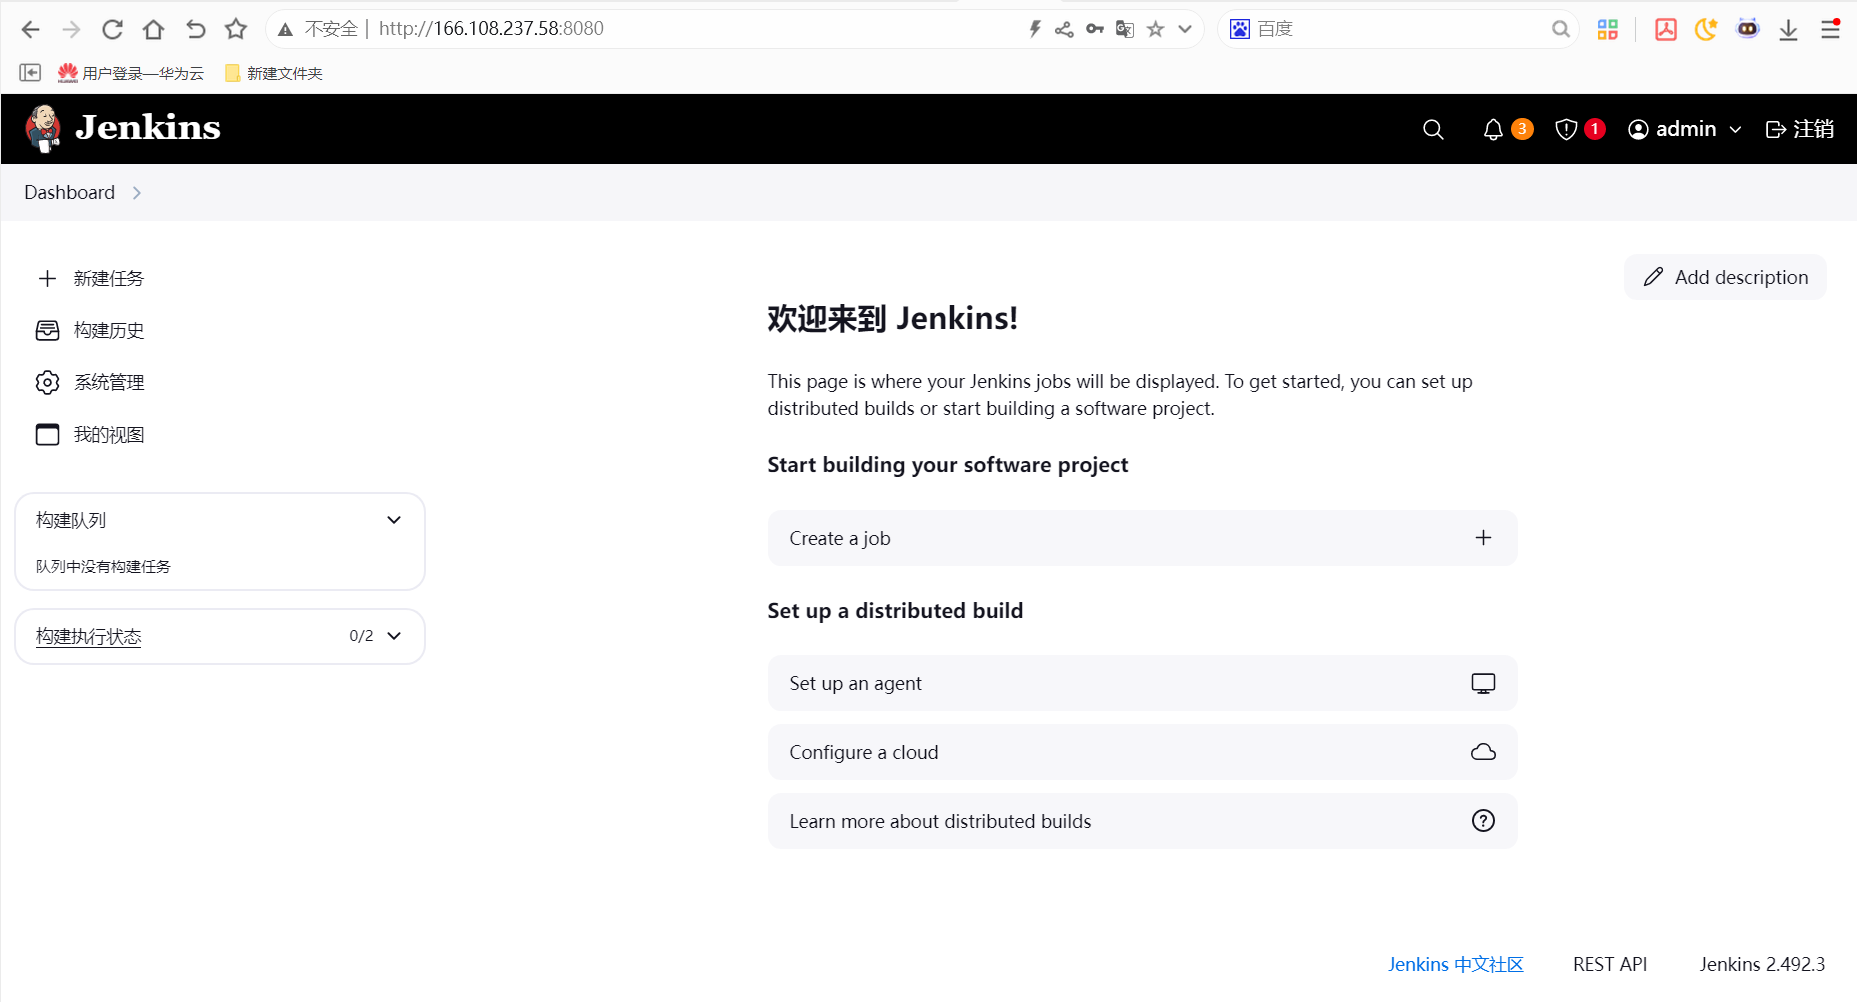 不安全 | http://166.108.237.58:8080
百度
用户登录—华为云 新建文件夹
Jenkins
3 1 admin 注销
Dashboard
新建任务
Add description
构建历史
系统管理
我的视图
构建队列
队列中没有构建任务
构建执行状态 0/2
欢迎来到 Jenkins!
This page is where your Jenkins jobs will be displayed. To get started, you can set up
distributed builds or start building a software project.
Start building your software project
Create a job
Set up a distributed build
Set up an agent
Configure a cloud
Learn more about distributed builds
Jenkins 中文社区 REST API Jenkins 2.492.3